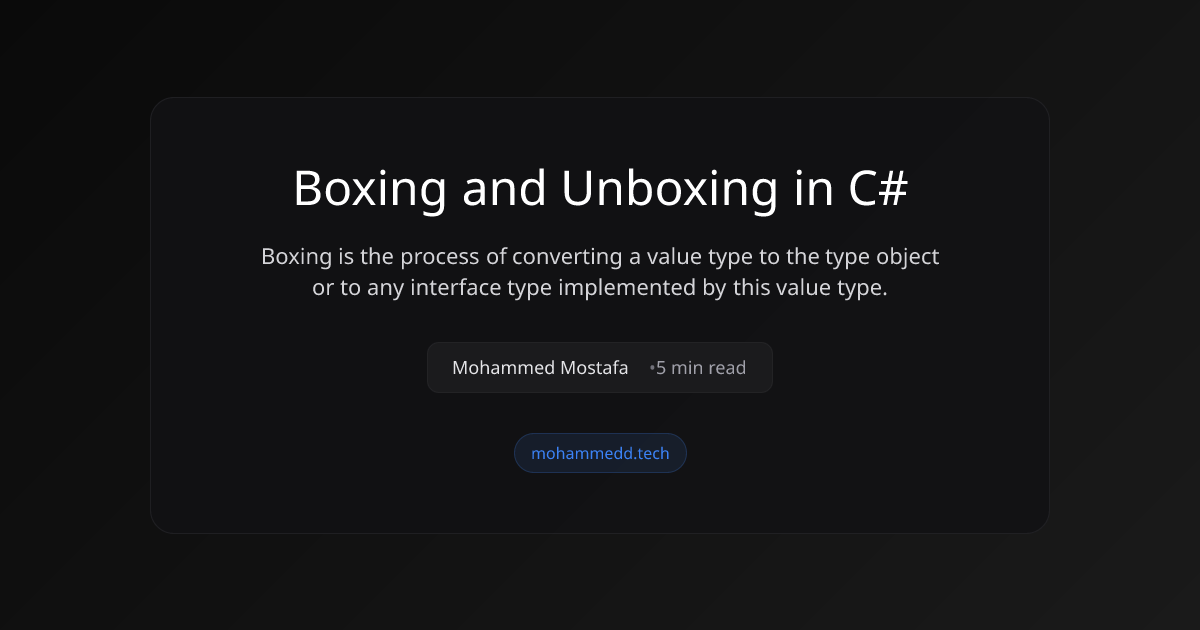 Boxing and Unboxing in C#
Boxing is the process of converting a value type to the type object
or to any interface type implemented by this value type.
Mohammed Mostafa •5 min read
mohammedd.tech